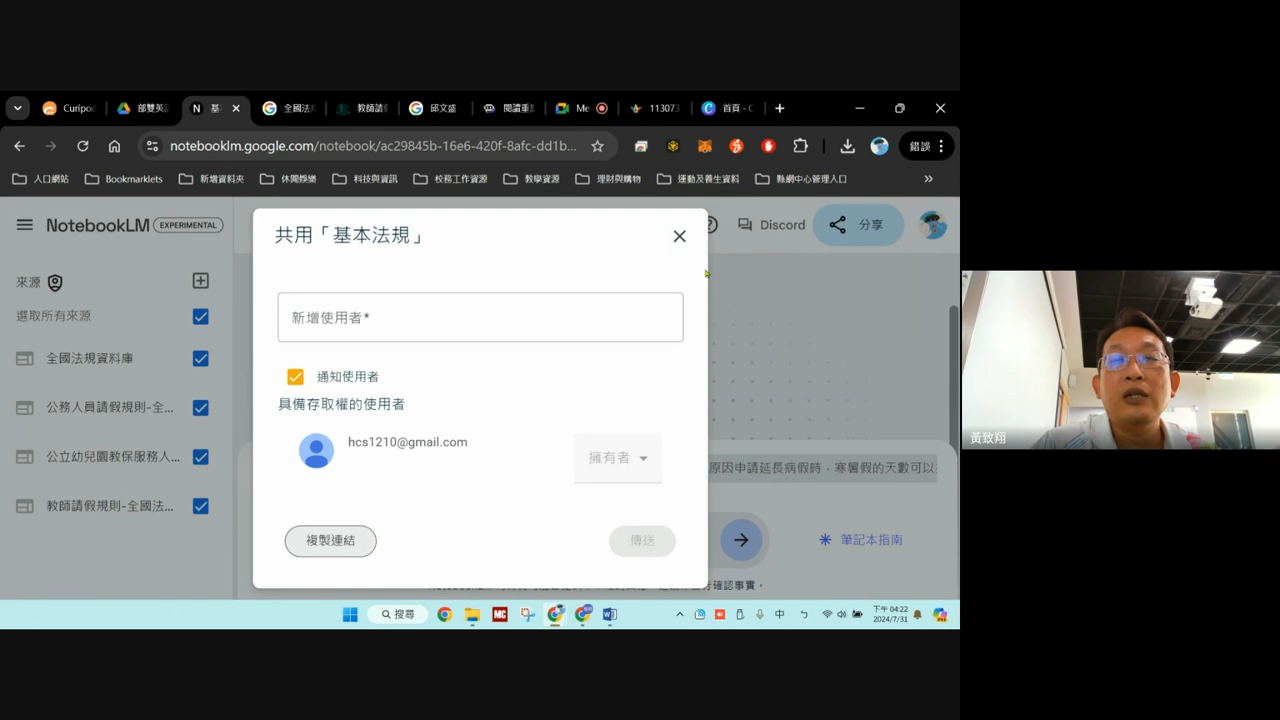 Curipo
部雙英
基
全國法
教師請
邱文盛
閱讀重
Me
11307
首頁 - C
notebooklm.google.com/notebook/ac29845b-16e6-420f-8afc-dd1b...
錯誤
人口網站
Bookmarklets
新增資料夾
休閒娛樂
科技與資訊
校務工作資源
教學資源
理財與購物
運動及養生資料
縣網中心管理入口
NotebookLM
EXPERIMENTAL
Discord
分享
共用「基本法規」
來源
選取所有來源
全國法規資料庫
公務人員請假規則-全...
公立幼兒園教保服務人...
教師請假規則-全國法...
新增使用者*
通知使用者
具備存取權的使用者
hcs1210@gmail.com
擁有者
複製連結
傳送
原因申請延長病假時，寒暑假的天數可以
筆記本指南
行確認事實。
搜尋
中
下午 04:22
2024/7/31
黃致翔